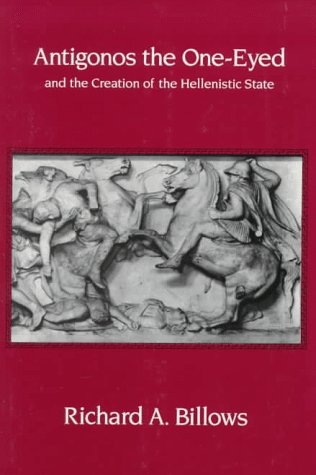 Antigonos the One-Eyed
and the Creation of the Hellenistic State
Richard A. Billows